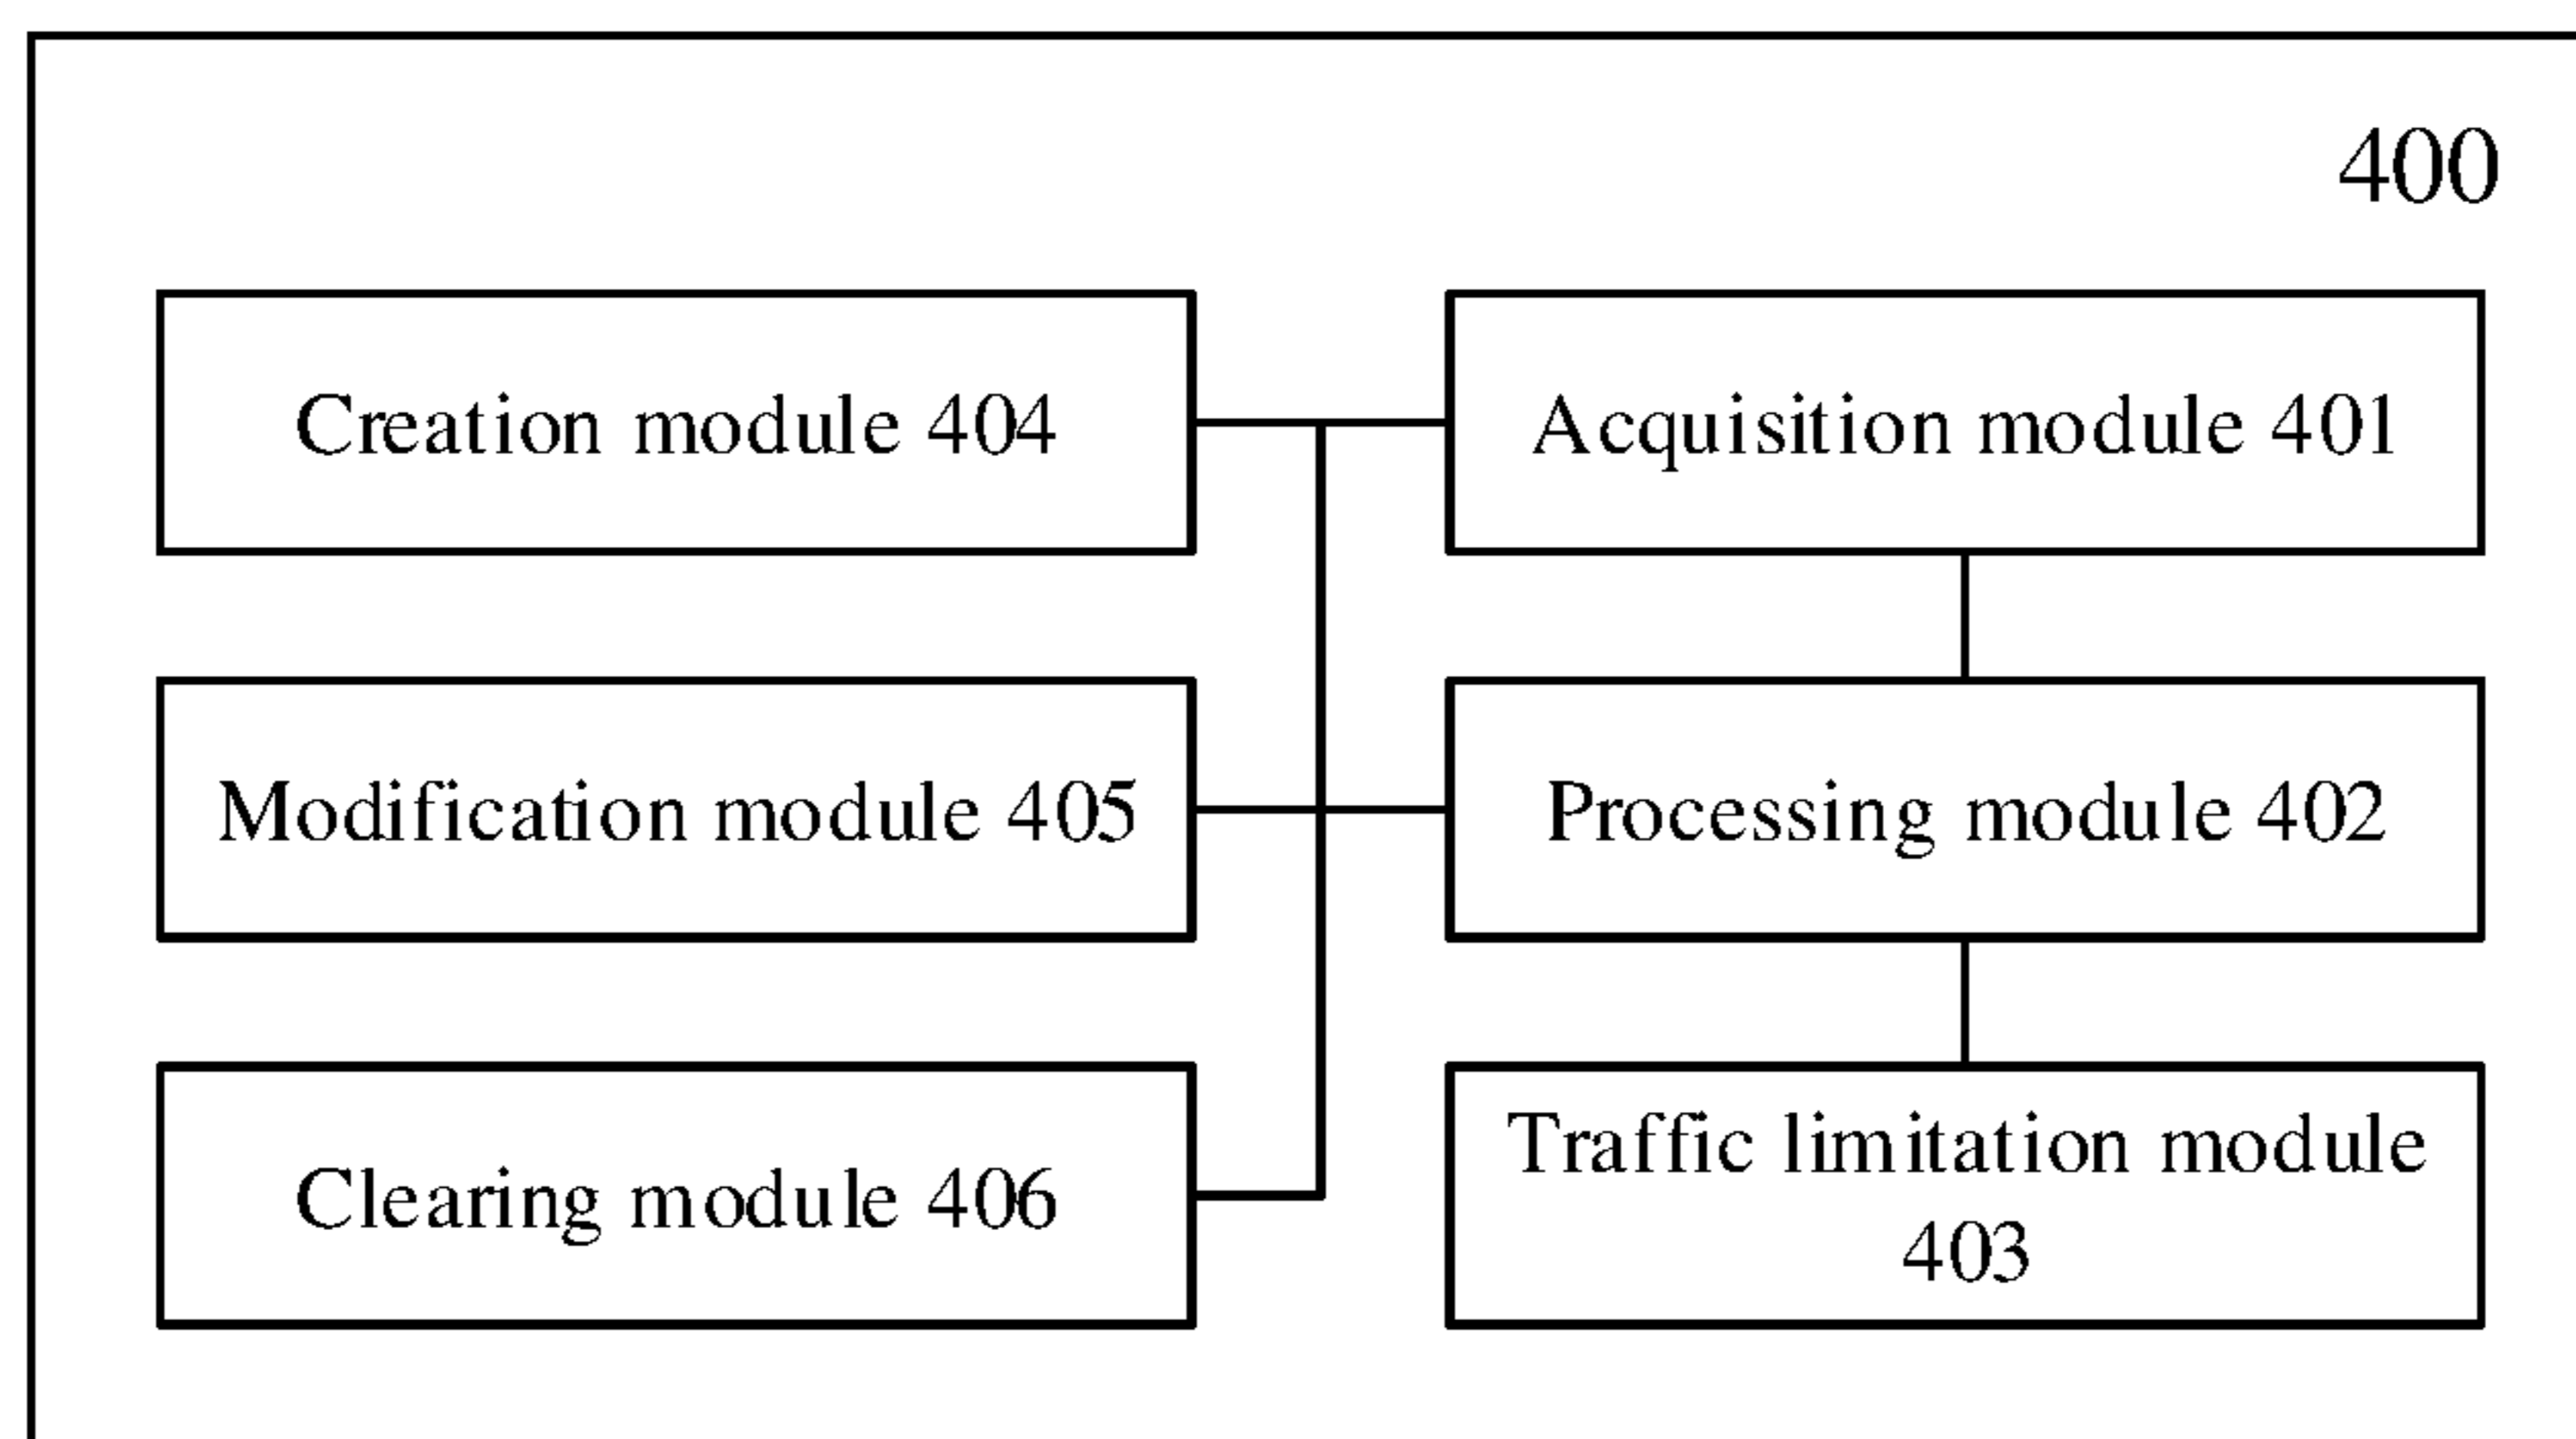 400
Creation module 404
Acquisition module 401
Modification module 405
Processing module 402
Clearing module 406
Traffic limitation module
403